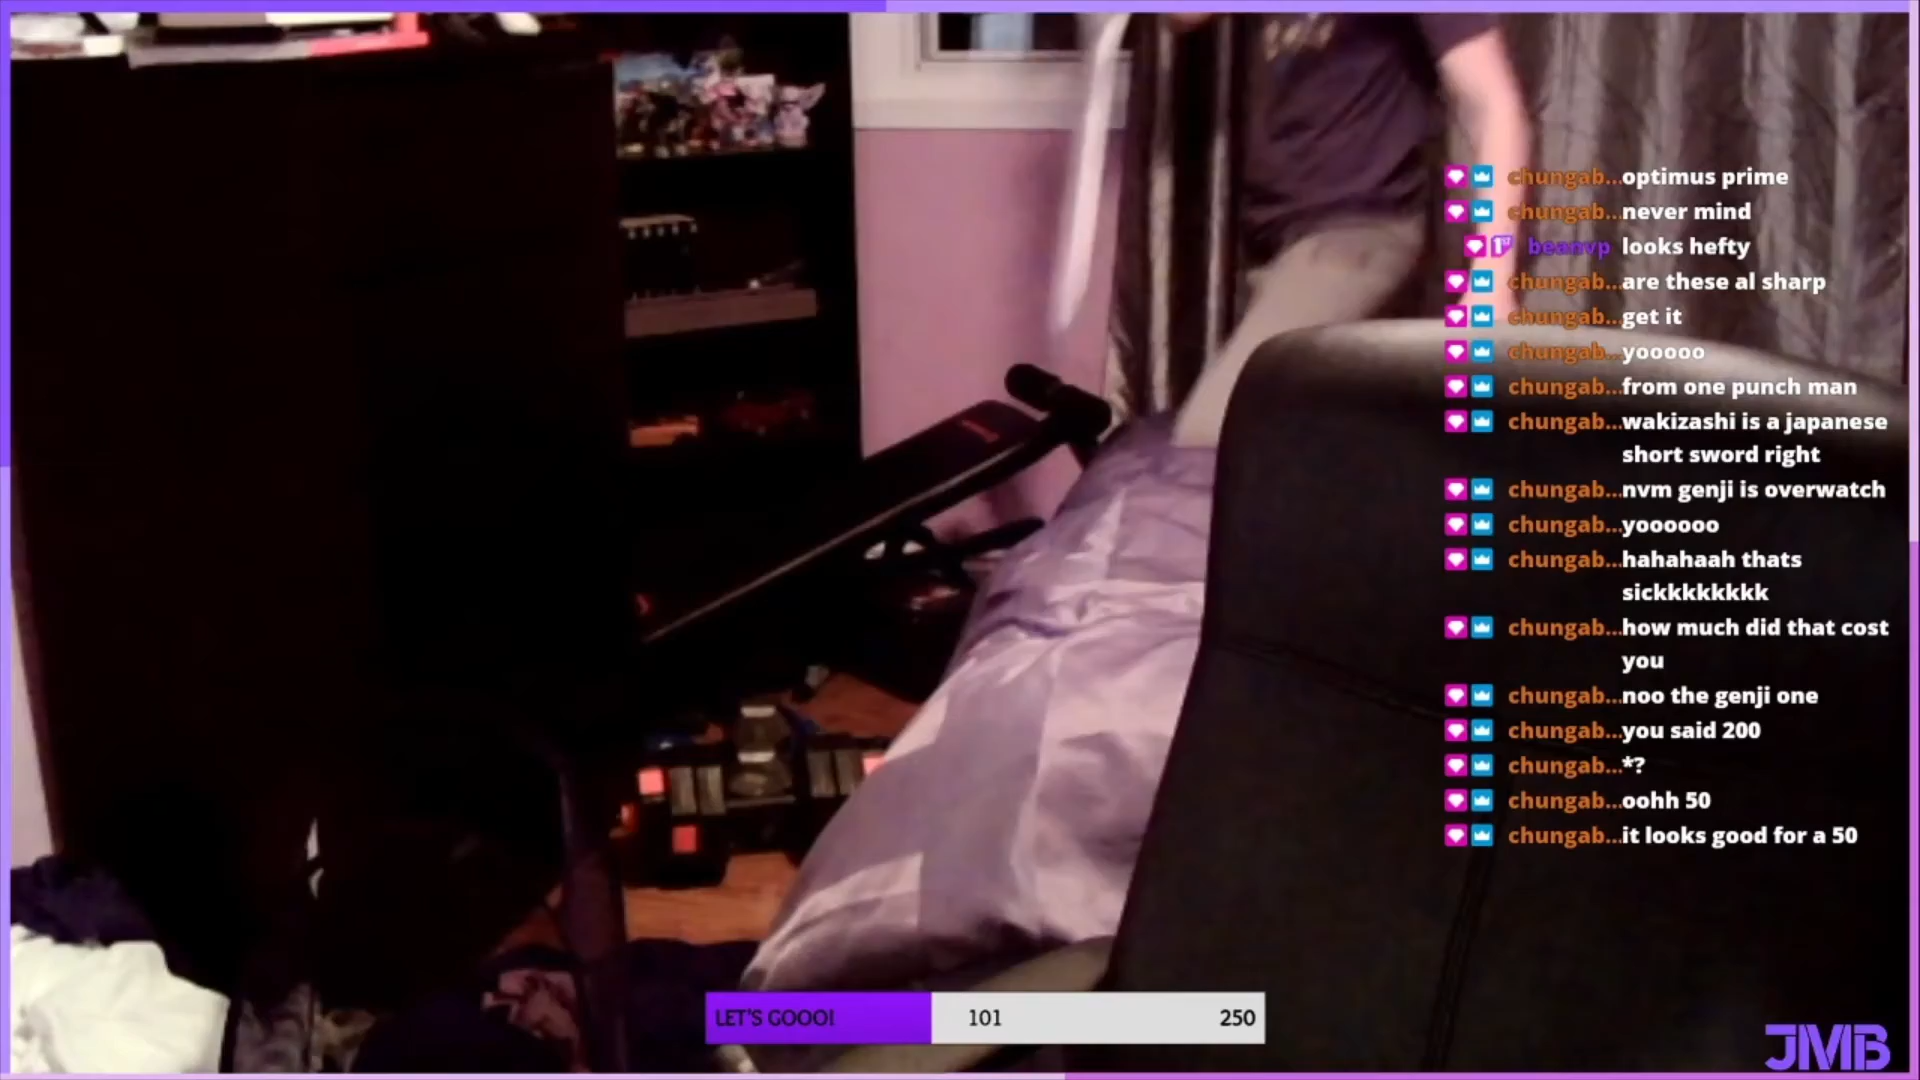 chungab...optimus prime
chungab...never mind
beanvp looks hefty
chungab...are these al sharp
chungab...get it
chungab...yooooo
chungab...from one punch man
chungab...wakizashi is a japanese
short sword right
chungab...nvm genji is overwatch
chungab...yoooooo
chungab...hahahaah thats
sickkkkkkkk
chungab...how much did that cost
you
chungab...noo the genji one
chungab...you said 200
chungab...*?
chungab...oohh 50
chungab...it looks good for a 50
LET'S GOOO! 101 250
JMB